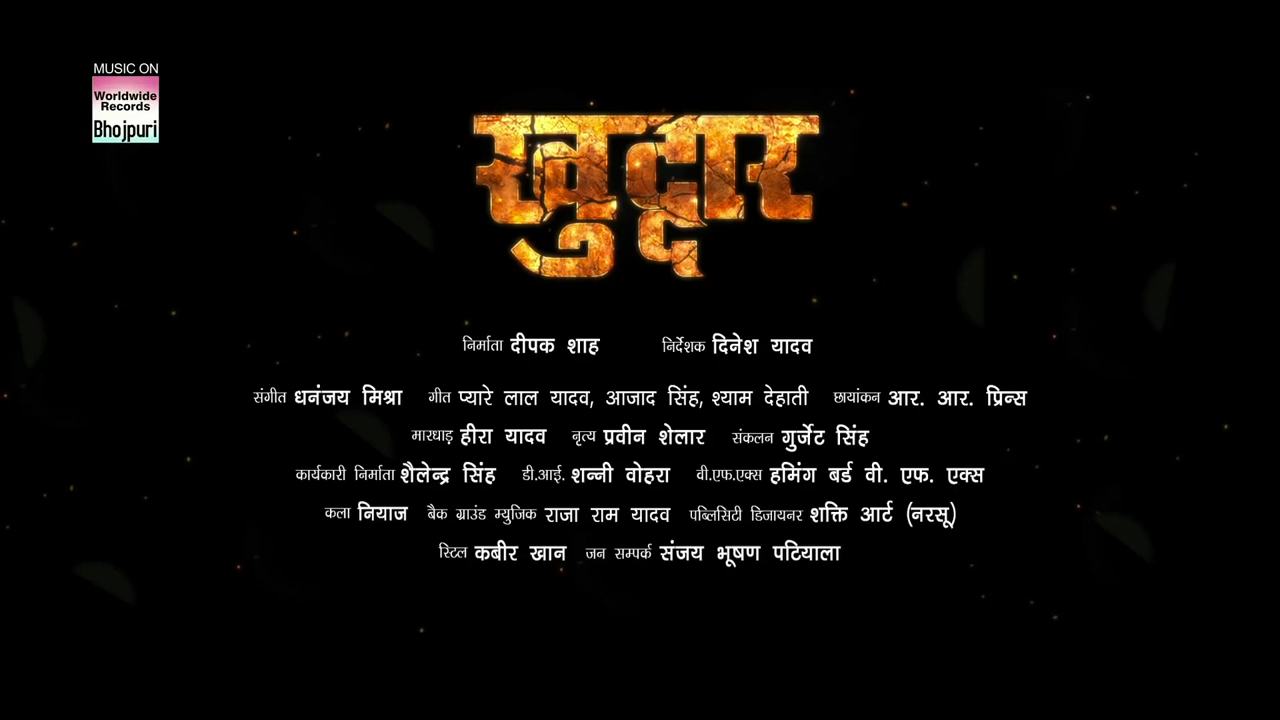 MUSIC ON
Worldwide
Records
Bhojpuri
खुद्दार
निर्माता दीपक शाह निर्देशक दिनेश यादव
संगीत धनंजय मिश्रा गीत प्यारे लाल यादव, आजाद सिंह, श्याम देहाती छायांकन आर. आर. प्रिन्स
मारधाड़ हीरा यादव नृत्य प्रवीन शेलार संकलन गुर्जेट सिंह
कार्यकारी निर्माता शैलेन्द्र सिंह डी.आई. शन्नी वोहरा वी.एफ.एक्स हमिंग बर्ड वी. एफ. एक्स
कला नियाज बैक ग्राउंड म्युजिक राजा राम यादव पब्लिसिटी डिजायनर शक्ति आर्ट (नरसू)
स्टिल कबीर खान जन सम्पर्क संजय भूषण पटियाला